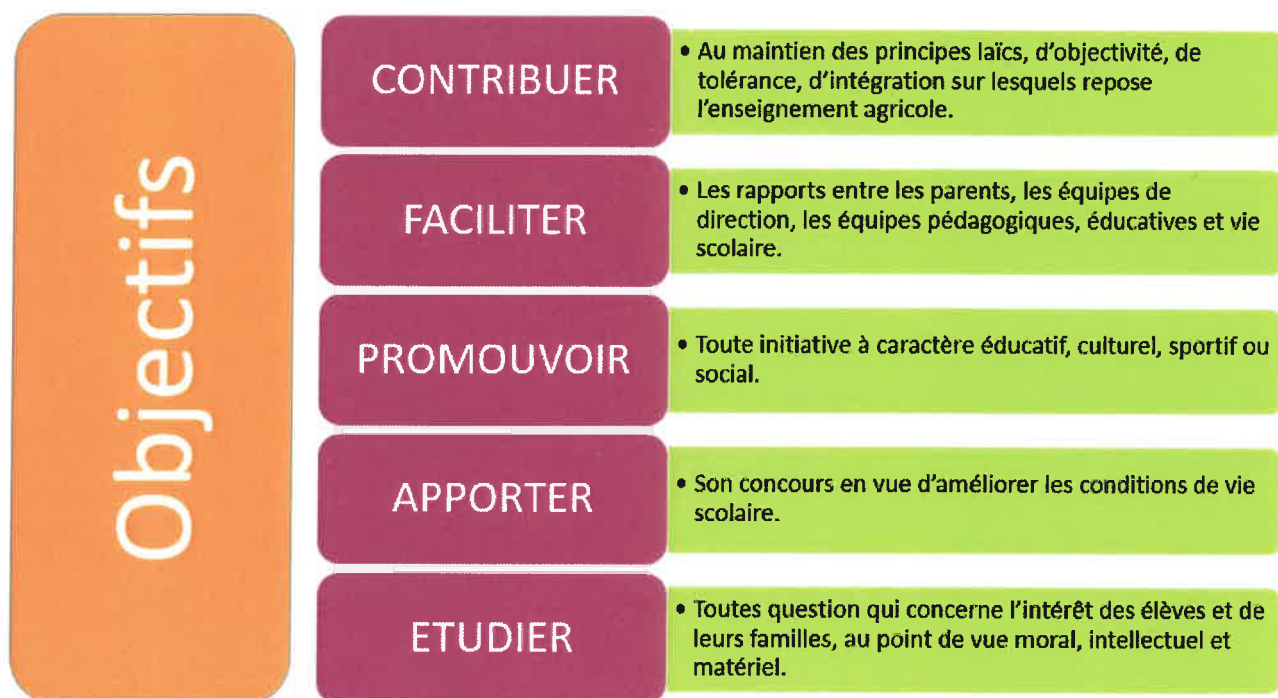 Objectifs
CONTRIBUER
• Au maintien des principes laïcs, d'objectivité, de
tolérance, d'intégration sur lesquels repose
l'enseignement agricole.
FACILITER
• Les rapports entre les parents, les équipes de
direction, les équipes pédagogiques, éducatives et vie
scolaire.
PROMOUVOIR
• Toute initiative à caractère éducatif, culturel, sportif ou
social.
APPORTER
• Son concours en vue d'améliorer les conditions de vie
scolaire.
ETUDIER
• Toutes question qui concerne l'intérêt des élèves et de
leurs familles, au point de vue moral, intellectuel et
matériel.